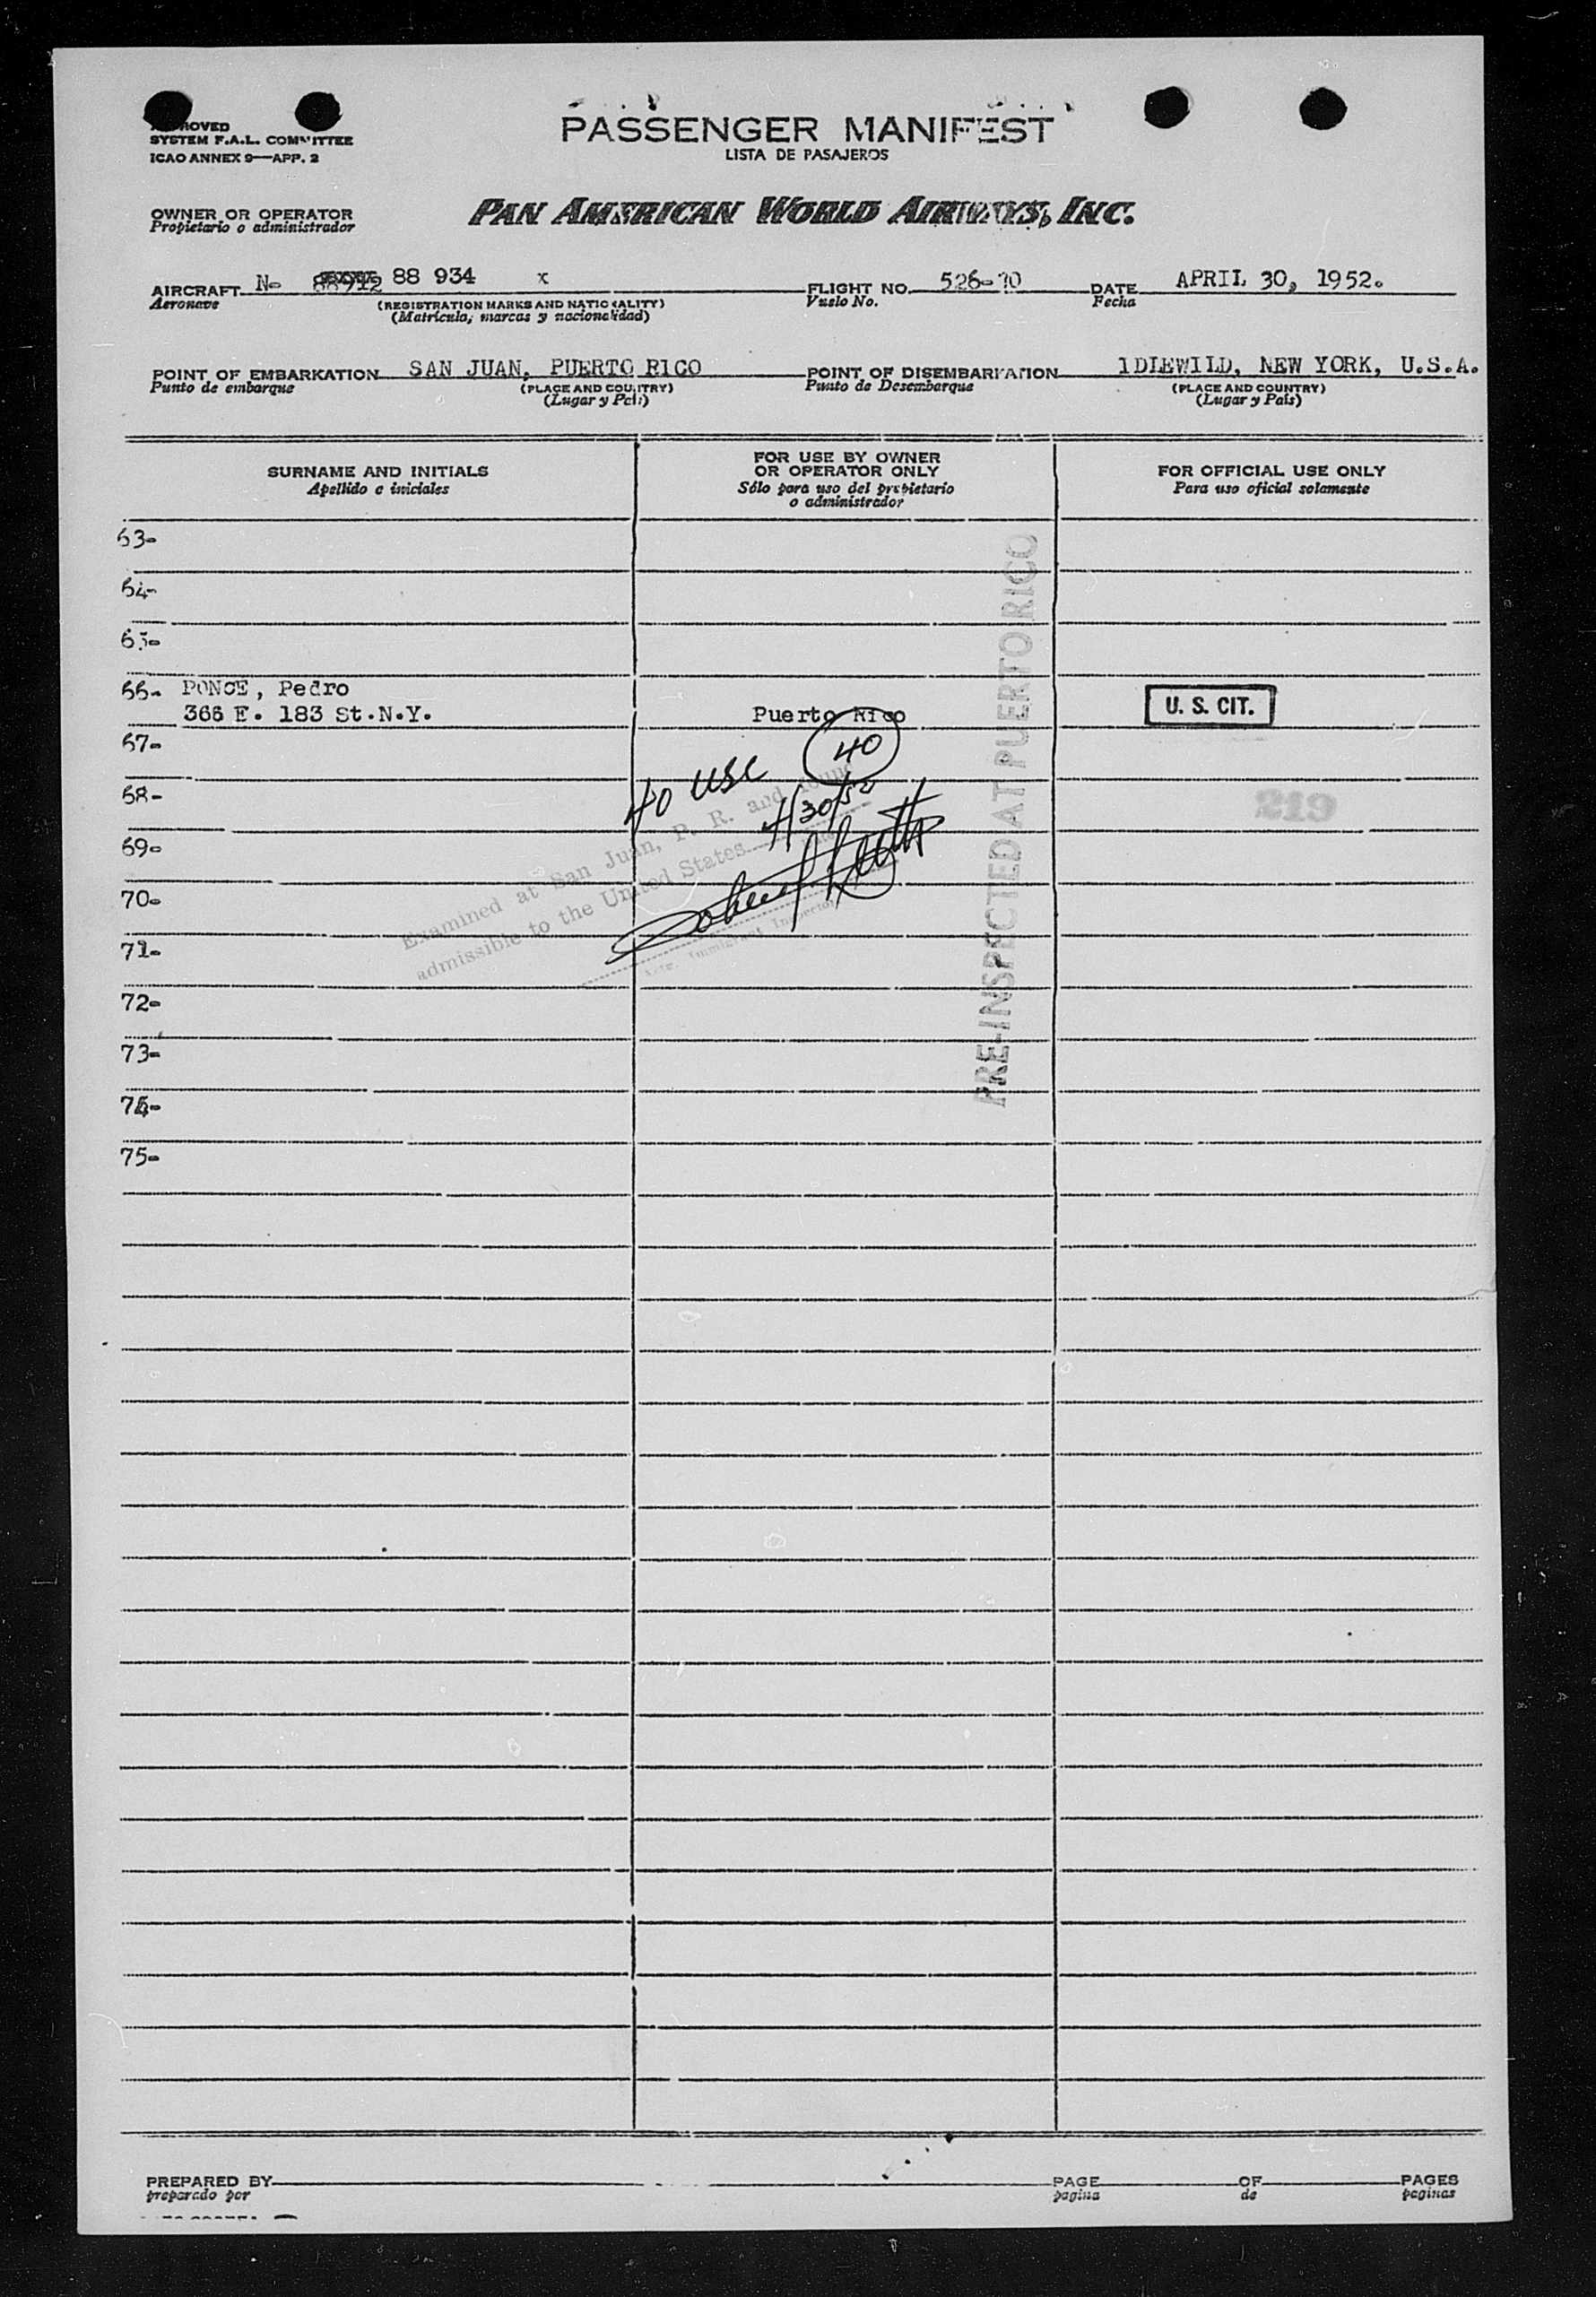 APPROVED
SYSTEM F.A.L. COMMITTEE
ICAO ANNEX 9—APP. 2
PASSENGER MANIFEST
LISTA DE PASAJEROS
OWNER OR OPERATOR
Propietario o administrador
PAN AMERICAN WORLD AIRWAYS, INC.
AIRCRAFT N- 88 934 x
Aeronave
(REGISTRATION MARKS AND NATIONALITY)
(Matrícula, marcas y nacionalidad)
FLIGHT NO. 526-
Vuelo No.
DATE APRIL 30, 1952.
Fecha
POINT OF EMBARKATION SAN JUAN, PUERTO RICO
Punto de embarque
(PLACE AND COUNTRY)
(Lugar y País)
POINT OF DISEMBARKATION IDLEWILD, NEW YORK, U.S.A.
Punto de Desembarque
(PLACE AND COUNTRY)
(Lugar y País)
SURNAME AND INITIALS
Apellido e iniciales
FOR USE BY OWNER
OR OPERATOR ONLY
Sólo para uso del propietario
o administrador
FOR OFFICIAL USE ONLY
Para uso oficial solamente
63-
64-
65-
66- PONCE, Pedro
366 E. 183 St.N.Y.
Puerto Rico
U. S. CIT.
67-
40
40 USC
68-
4/30/52
219
69-
70-
Examined at San Juan, P. R. and found
admissible to the United States
Immigrant Inspector
PRE-INSPECTED AT PUERTO RICO
71-
72-
73-
74-
75-
PREPARED BY
preparado por
PAGE OF PAGES
pagina de paginas